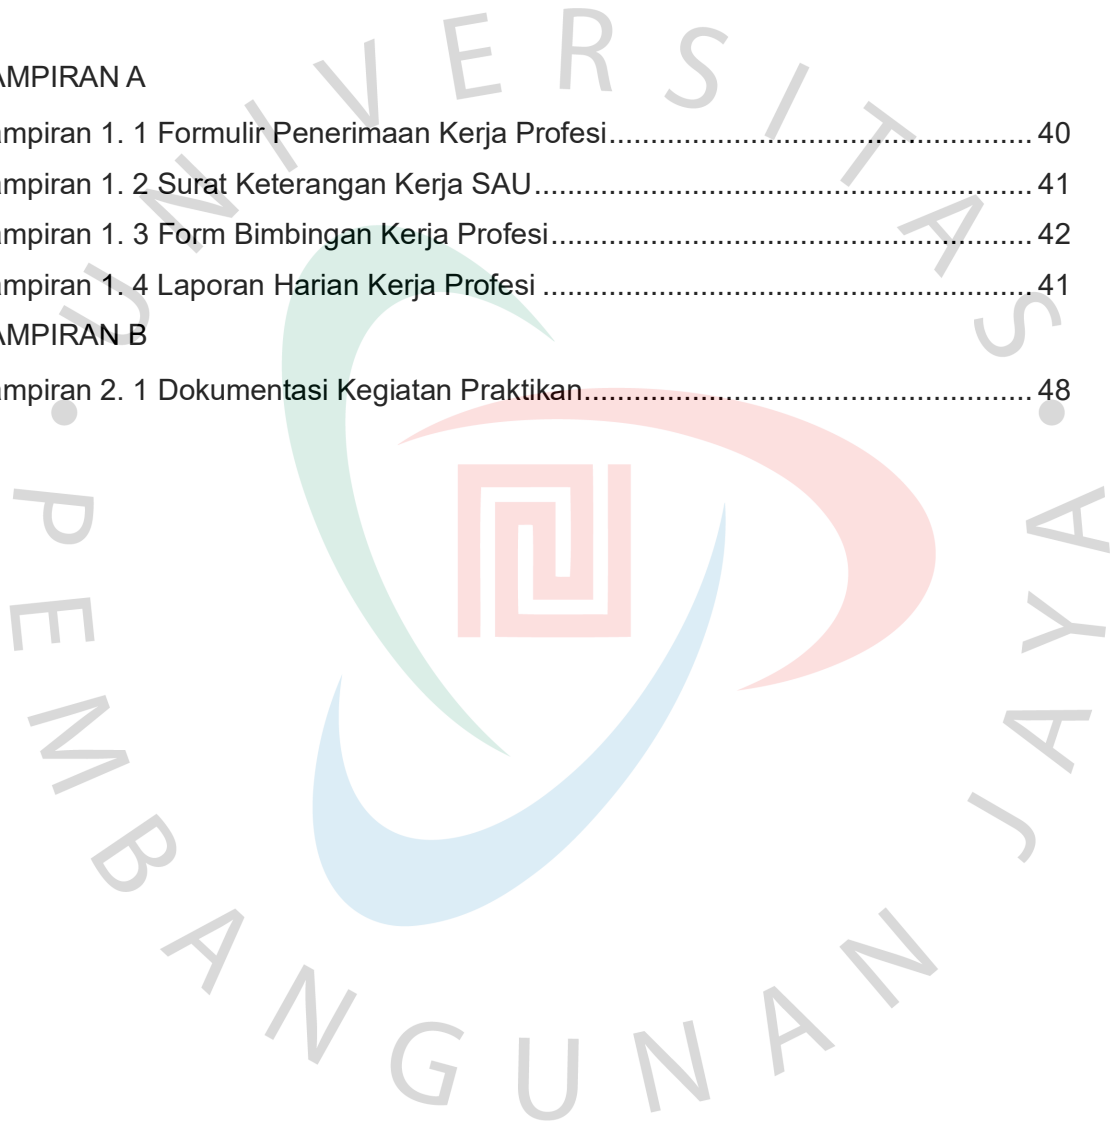 AMPIRAN A
ampiran 1. 1 Formulir Penerimaan Kerja Profesi.................................................... 40
ampiran 1. 2 Surat Keterangan Kerja SAU............................................................. 41
ampiran 1. 3 Form Bimbingan Kerja Profesi........................................................... 42
ampiran 1. 4 Laporan Harian Kerja Profesi ............................................................ 41
AMPIRAN B
ampiran 2. 1 Dokumentasi Kegiatan Praktikan....................................................... 48
UNIVERSITAS • PEMBANGUNAN JAYA •